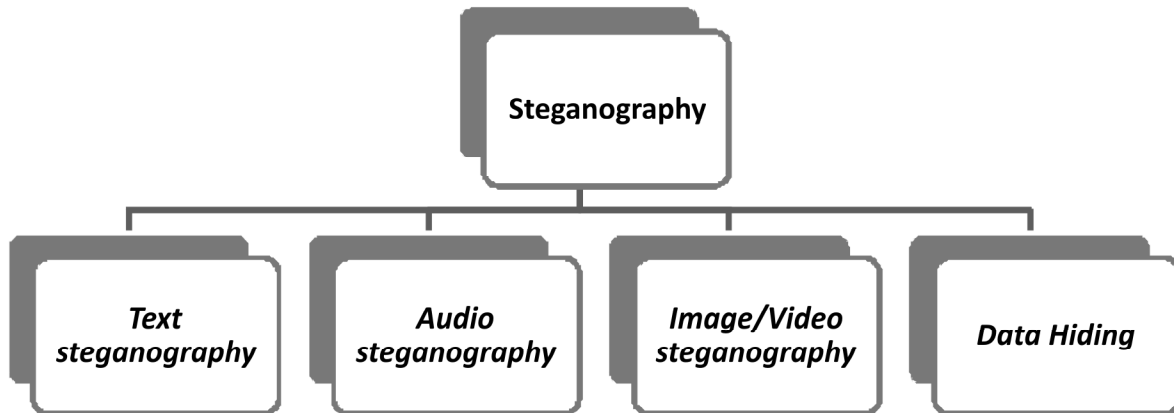 Steganography
Text
steganography
Audio
steganography
Image/Video
steganography
Data Hiding